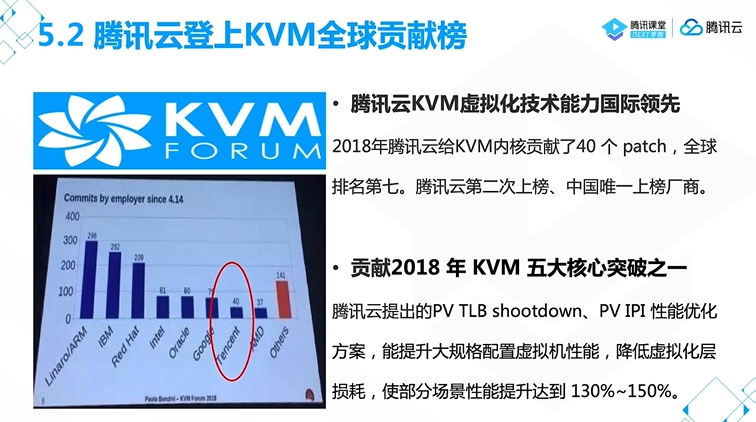 5.2 腾讯云登上KVM全球贡献榜
腾讯课堂
NEXT学院
腾讯云
KVM
FORUM
Commits by employer since 4.14
400
300
200
100
0
296
252
209
81
80
75
40
37
141
Linaro/ARM
IBM
Red Hat
Intel
Oracle
Google
Tencent
AMD
Others
5
Paolo Bonzini – KVM Forum 2018
• 腾讯云KVM虚拟化技术能力国际领先
2018年腾讯云给KVM内核贡献了40 个 patch，全球
排名第七。腾讯云第二次上榜、中国唯一上榜厂商。
• 贡献2018 年 KVM 五大核心突破之一
腾讯云提出的PV TLB shootdown、PV IPI 性能优化
方案，能提升大规格配置虚拟机性能，降低虚拟化层
损耗，使部分场景性能提升达到 130%~150%。